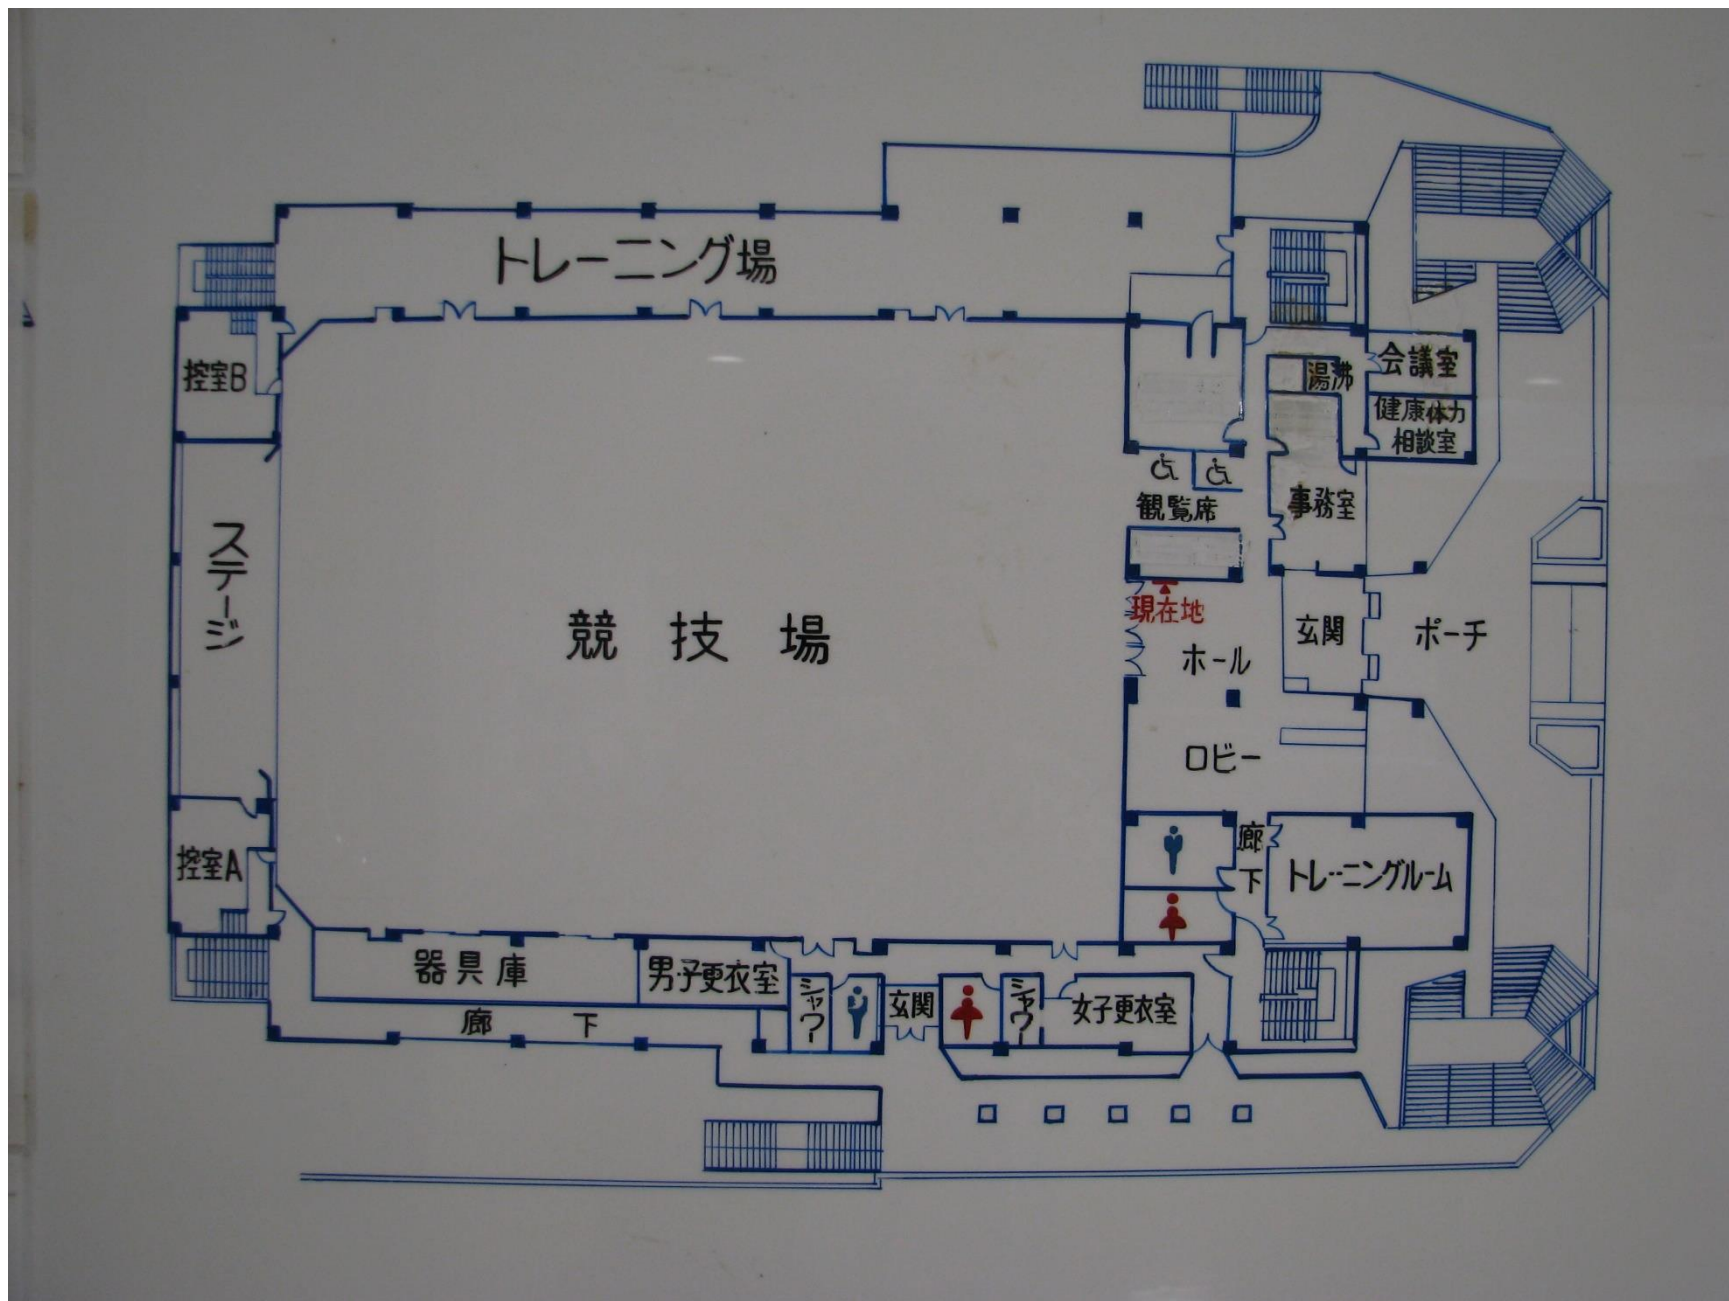 トレーニング場
控室B
会議室
湯沸
健康体力
相談室
観覧席
事務室
ステージ
競技場
現在地
玄関
ポーチ
ホール
ロビー
控室A
廊下
トレーニングルーム
器具庫
男子更衣室
シャワー
玄関
シャワー
女子更衣室
廊下